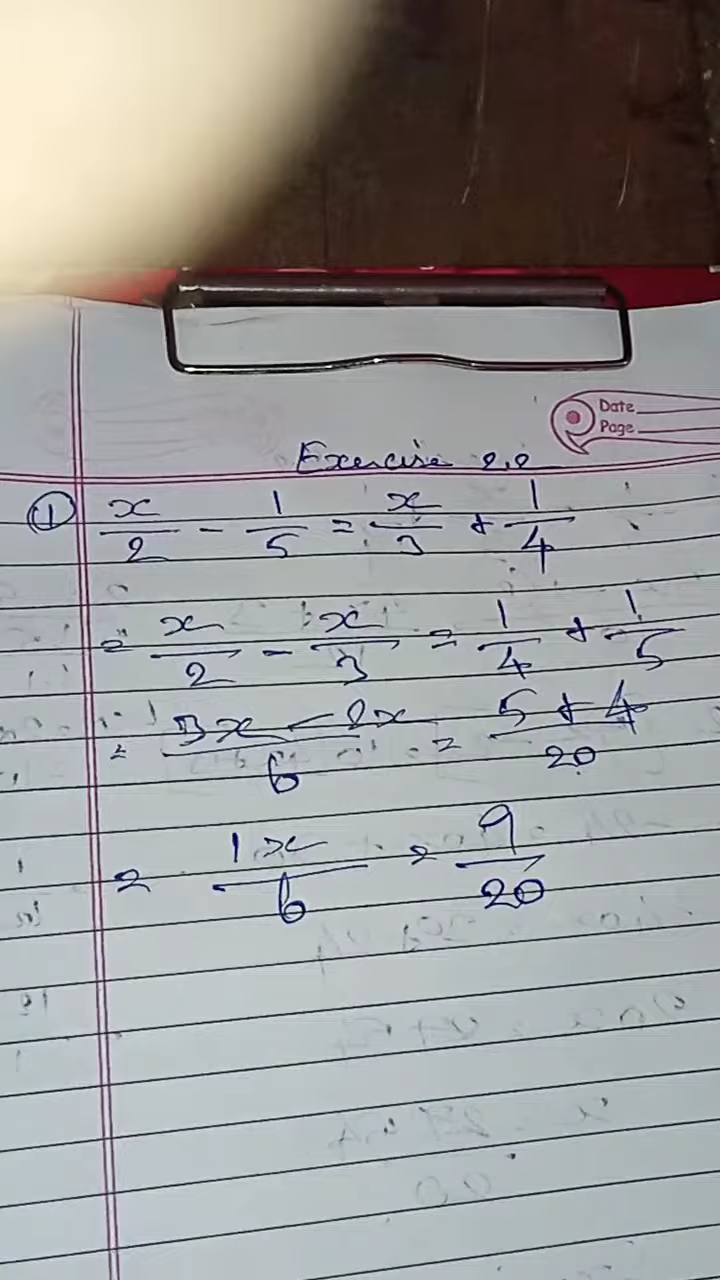 Date
Page
Exercise 2.2
① x/2 - 1/5 = x/3 + 1/4
= x/2 - x/3 = 1/4 + 1/5
= 3x - 2x/6 = 5 + 4/20
= 1x/6 = 9/20